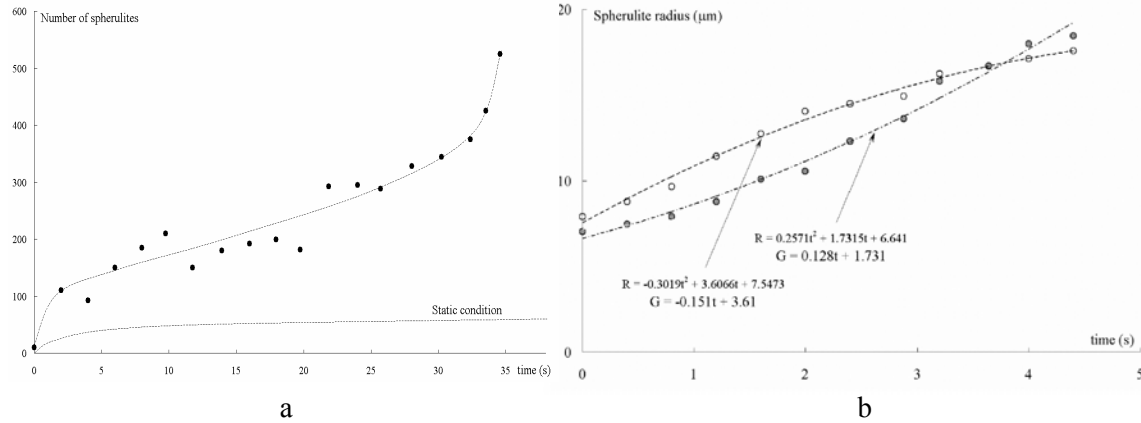 Number of spherulites
600
500
400
300
200
100
0
Static condition
0 5 10 15 20 25 30 35 time (s)
a
Spherulite radius (μm)
20
10
0
R = 0.2571t² + 1.7315t + 6.641
G = 0.128t + 1.731
R = -0.3019t² + 3.6066t + 7.5473
G = -0.151t + 3.61
time (s)
0 1 2 3 4 5
b